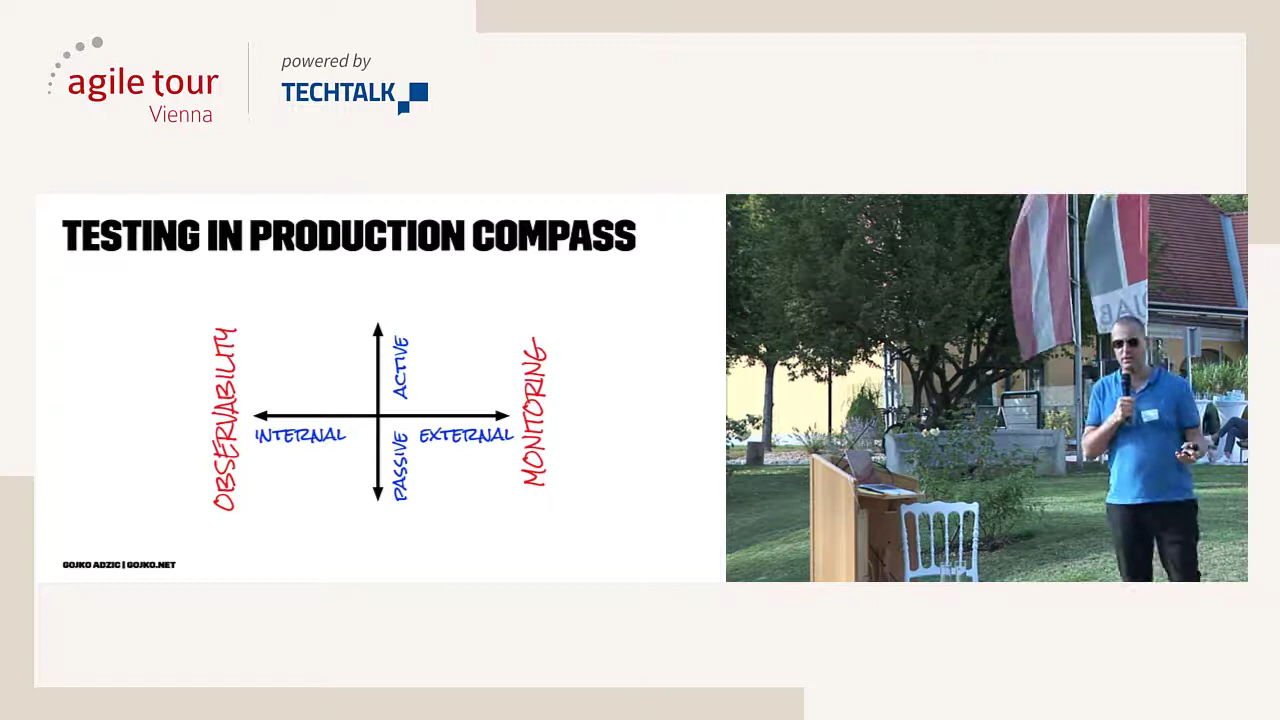 agile tour
Vienna
powered by
TECHTALK
TESTING IN PRODUCTION COMPASS
OBSERVABILITY
INTERNAL
ACTIVE
PASSIVE
EXTERNAL
MONITORING
GOJKO ADZIC | GOJKO.NET